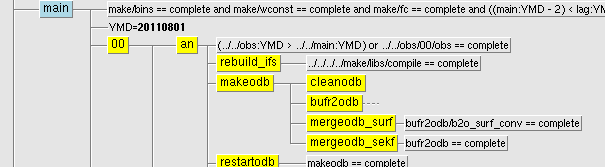 main make/bins == complete and make/wconst == complete and make/fc == complete and ((main:YMD - 2) < lag:YM
YMD=20110801
00 an (../../obs:YMD > ../../main:YMD) or ../../obs/00/obs == complete
rebuild_ifs ../../../../make/libs/compile == complete
makeodb cleanodb
bufr2odb
mergeodb_surf bufr2odb/b2o_surf_conv == complete
mergeodb_sekf bufr2odb == complete
restartodb makeodb == complete